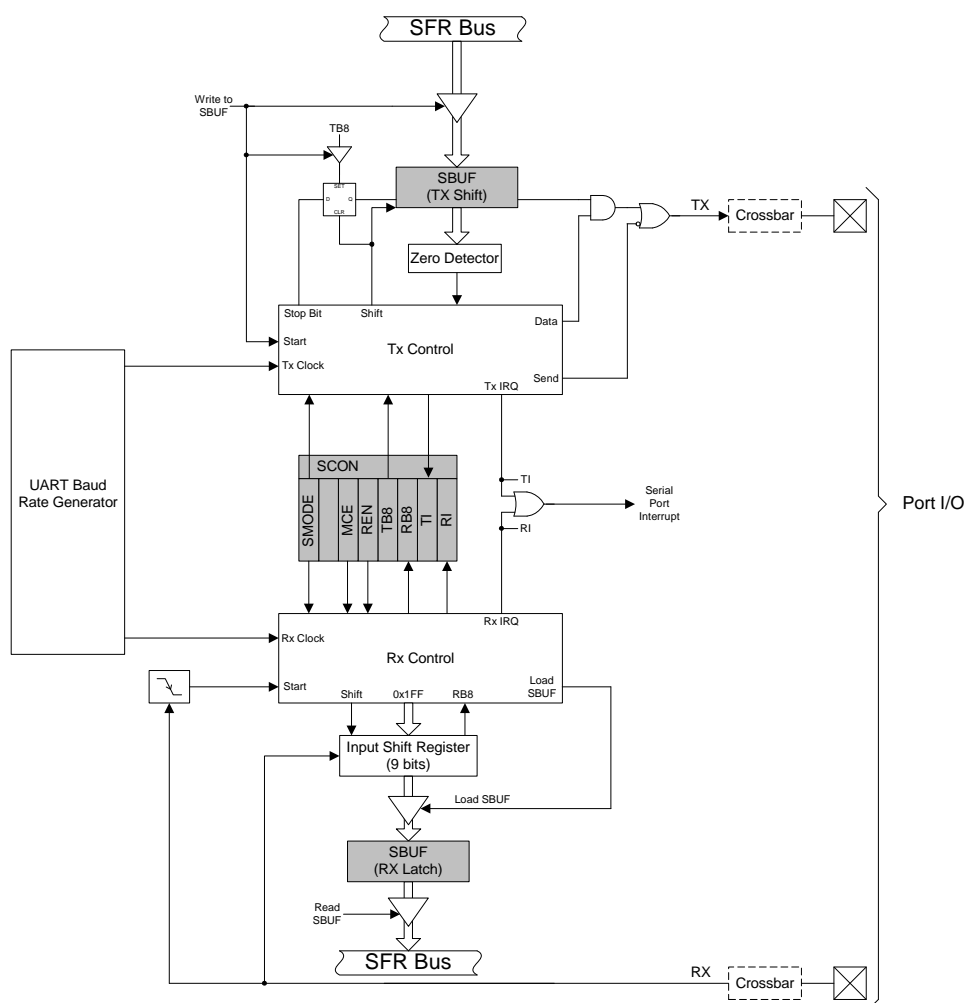 SFR Bus
Write to
SBUF
TB8
SET
D Q
CLR
SBUF
(TX Shift)
TX
Crossbar
Zero Detector
Stop Bit Shift
Data
Start
Tx Control
Tx Clock
Send
Tx IRQ
UART Baud
Rate Generator
SCON
SMODE
MCE
REN
TB8
RB8
TI
RI
TI
Serial
Port
Interrupt
RI
Port I/O
Rx IRQ
Rx Clock
Rx Control
Start
Load
SBUF
Shift 0x1FF RB8
Input Shift Register
(9 bits)
Load SBUF
SBUF
(RX Latch)
Read
SBUF
SFR Bus
RX
Crossbar